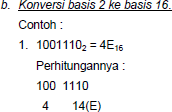 b. Konversi basis 2 ke basis 16.
Contoh :
1. 1001110₂ = 4E₁₆
Perhitungannya :
100 1110
4 14(E)